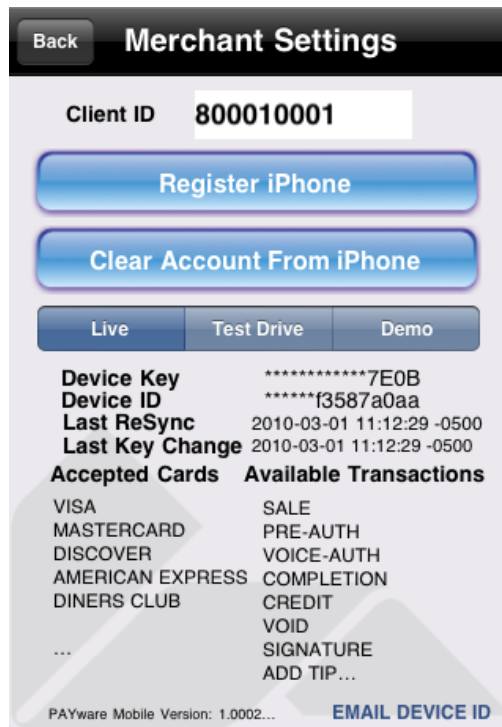 Back Merchant Settings
Client ID 800010001
Register iPhone
Clear Account From iPhone
Live Test Drive Demo
Device Key ************7E0B
Device ID ******f3587a0aa
Last ReSync 2010-03-01 11:12:29 -0500
Last Key Change 2010-03-01 11:12:29 -0500
Accepted Cards Available Transactions
VISA SALE
MASTERCARD PRE-AUTH
DISCOVER VOICE-AUTH
AMERICAN EXPRESS COMPLETION
DINERS CLUB CREDIT
VOID
... SIGNATURE
ADD TIP...
PAYware Mobile Version: 1.0002... EMAIL DEVICE ID